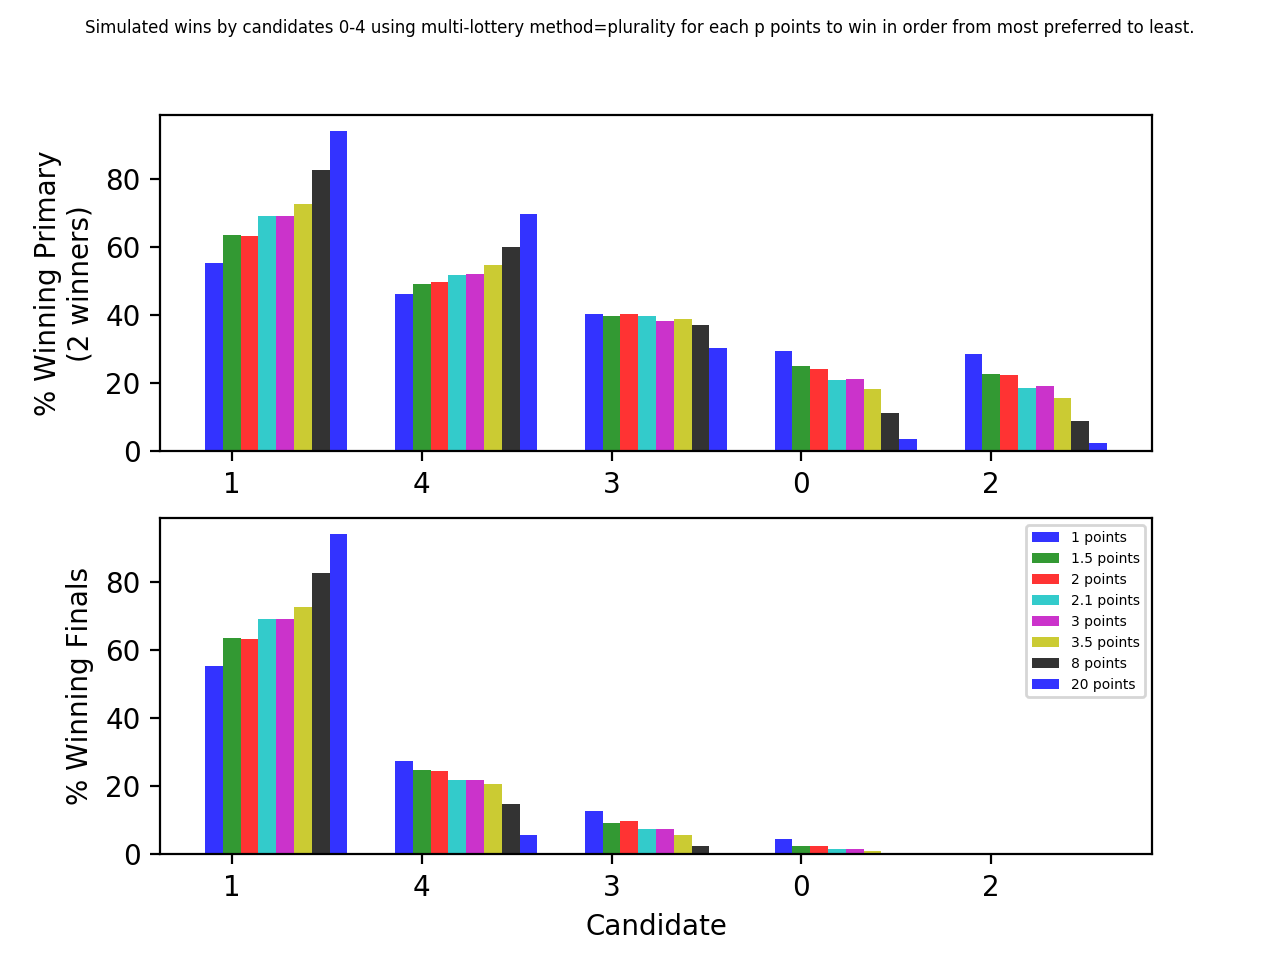 Simulated wins by candidates 0-4 using multi-lottery method=plurality for each p points to win in order from most preferred to least.
% Winning Primary
(2 winners)
80
60
40
20
0
1 4 3 0 2
% Winning Finals
80
60
40
20
0
1 points
1.5 points
2 points
2.1 points
3 points
3.5 points
8 points
20 points
1 4 3 0 2
Candidate